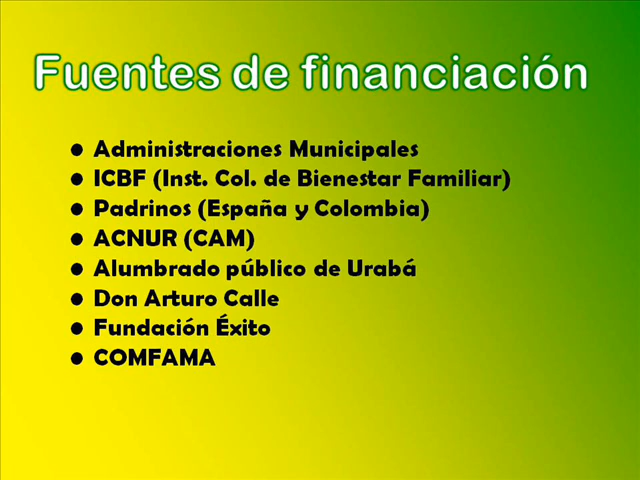 Fuentes de financiación
• Administraciones Municipales
• ICBF (Inst. Col. de Bienestar Familiar)
• Padrinos (España y Colombia)
• ACNUR (CAM)
• Alumbrado público de Urabá
• Don Arturo Calle
• Fundación Éxito
• COMFAMA